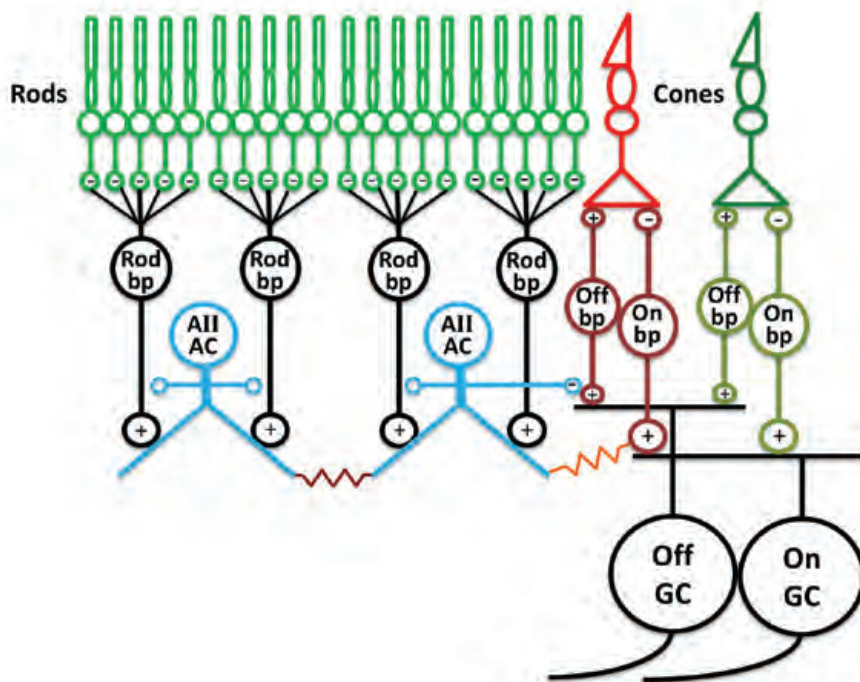 Rods
Cones
- - - - -
- - - - -
- - - - -
- - - - -
+ -
+ -
Rod
bp
Rod
bp
Rod
bp
Rod
bp
Off
bp
On
bp
Off
bp
On
bp
AII
AC
AII
AC
-
+
+
+
+
+
+
+
+
Off
GC
On
GC